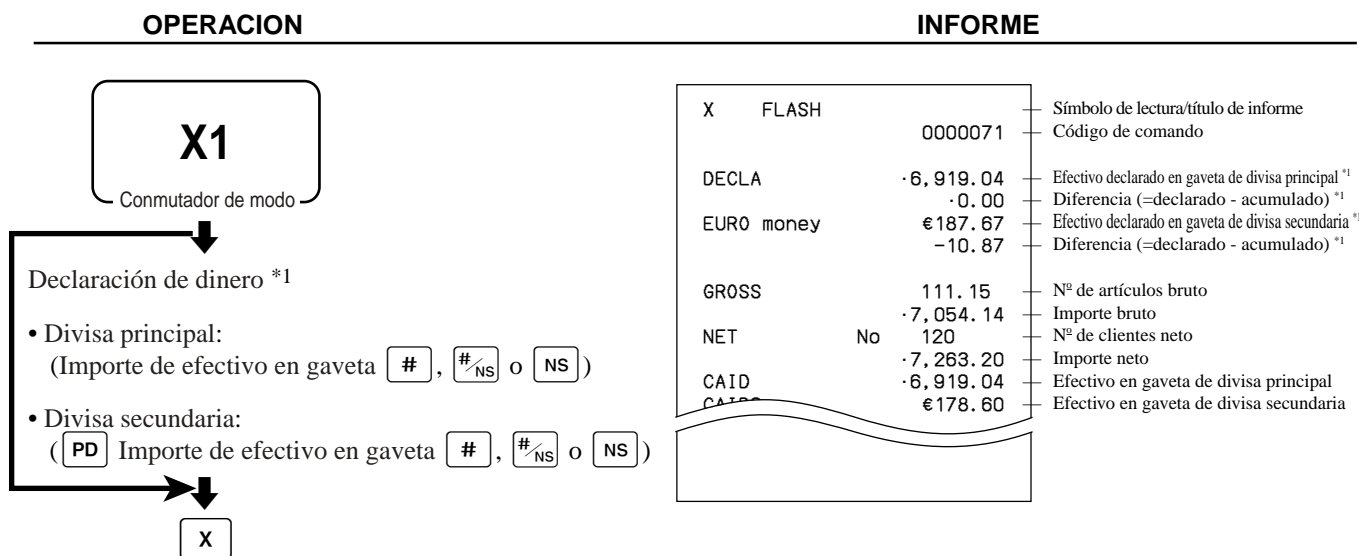 OPERACION
X1
Conmutador de modo
Declaración de dinero *1
• Divisa principal:
(Importe de efectivo en gaveta #, #/NS o NS)
• Divisa secundaria:
(PD Importe de efectivo en gaveta #, #/NS o NS)
X
INFORME
X FLASH Símbolo de lectura/título de informe
0000071 Código de comando
DECLA ·6,919.04 Efectivo declarado en gaveta de divisa principal *1
·0.00 Diferencia (=declarado - acumulado) *1
EURO money €187.67 Efectivo declarado en gaveta de divisa secundaria *1
-10.87 Diferencia (=declarado - acumulado) *1
GROSS 111.15 Nº de artículos bruto
·7,054.14 Importe bruto
NET No 120 Nº de clientes neto
·7,263.20 Importe neto
CAID ·6,919.04 Efectivo en gaveta de divisa principal
€178.60 Efectivo en gaveta de divisa secundaria